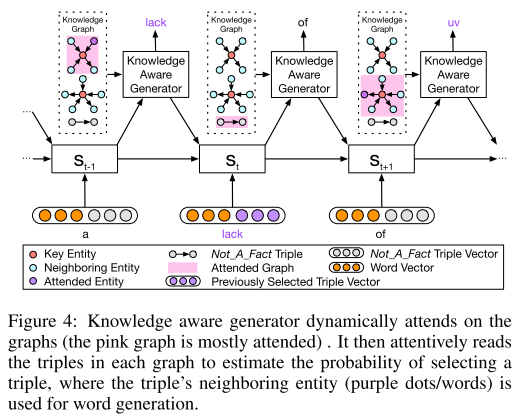 Knowledge
Graph
lack
Knowledge
Aware
Generator
Knowledge
Graph
of
Knowledge
Aware
Generator
Knowledge
Graph
uv
Knowledge
Aware
Generator
...
...
St-1
St
St+1
...
...
a
lack
of
Key Entity
Neighboring Entity
Attended Entity
Not_A_Fact Triple
Attended Graph
Previously Selected Triple Vector
Not_A_Fact Triple Vector
Word Vector
Figure 4: Knowledge aware generator dynamically attends on the
graphs (the pink graph is mostly attended) . It then attentively reads
the triples in each graph to estimate the probability of selecting a
triple, where the triple's neighboring entity (purple dots/words) is
used for word generation.